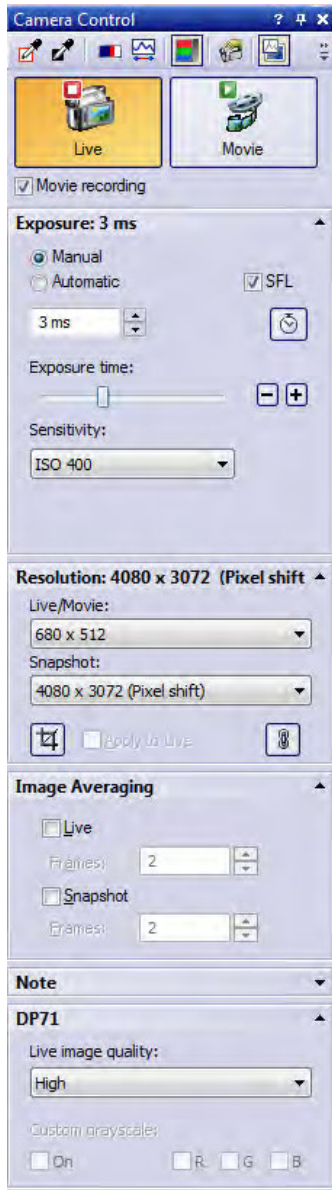 Camera Control
Live
Movie
Movie recording
Exposure: 3 ms
Manual
Automatic
SFL
3 ms
Exposure time:
Sensitivity:
ISO 400
Resolution: 4080 x 3072 (Pixel shift
Live/Movie:
680 x 512
Snapshot:
4080 x 3072 (Pixel shift)
Apply to Live
Image Averaging
Live
Frames: 2
Snapshot
Frames: 2
Note
DP71
Live image quality:
High
Custom grayscale:
On R G B